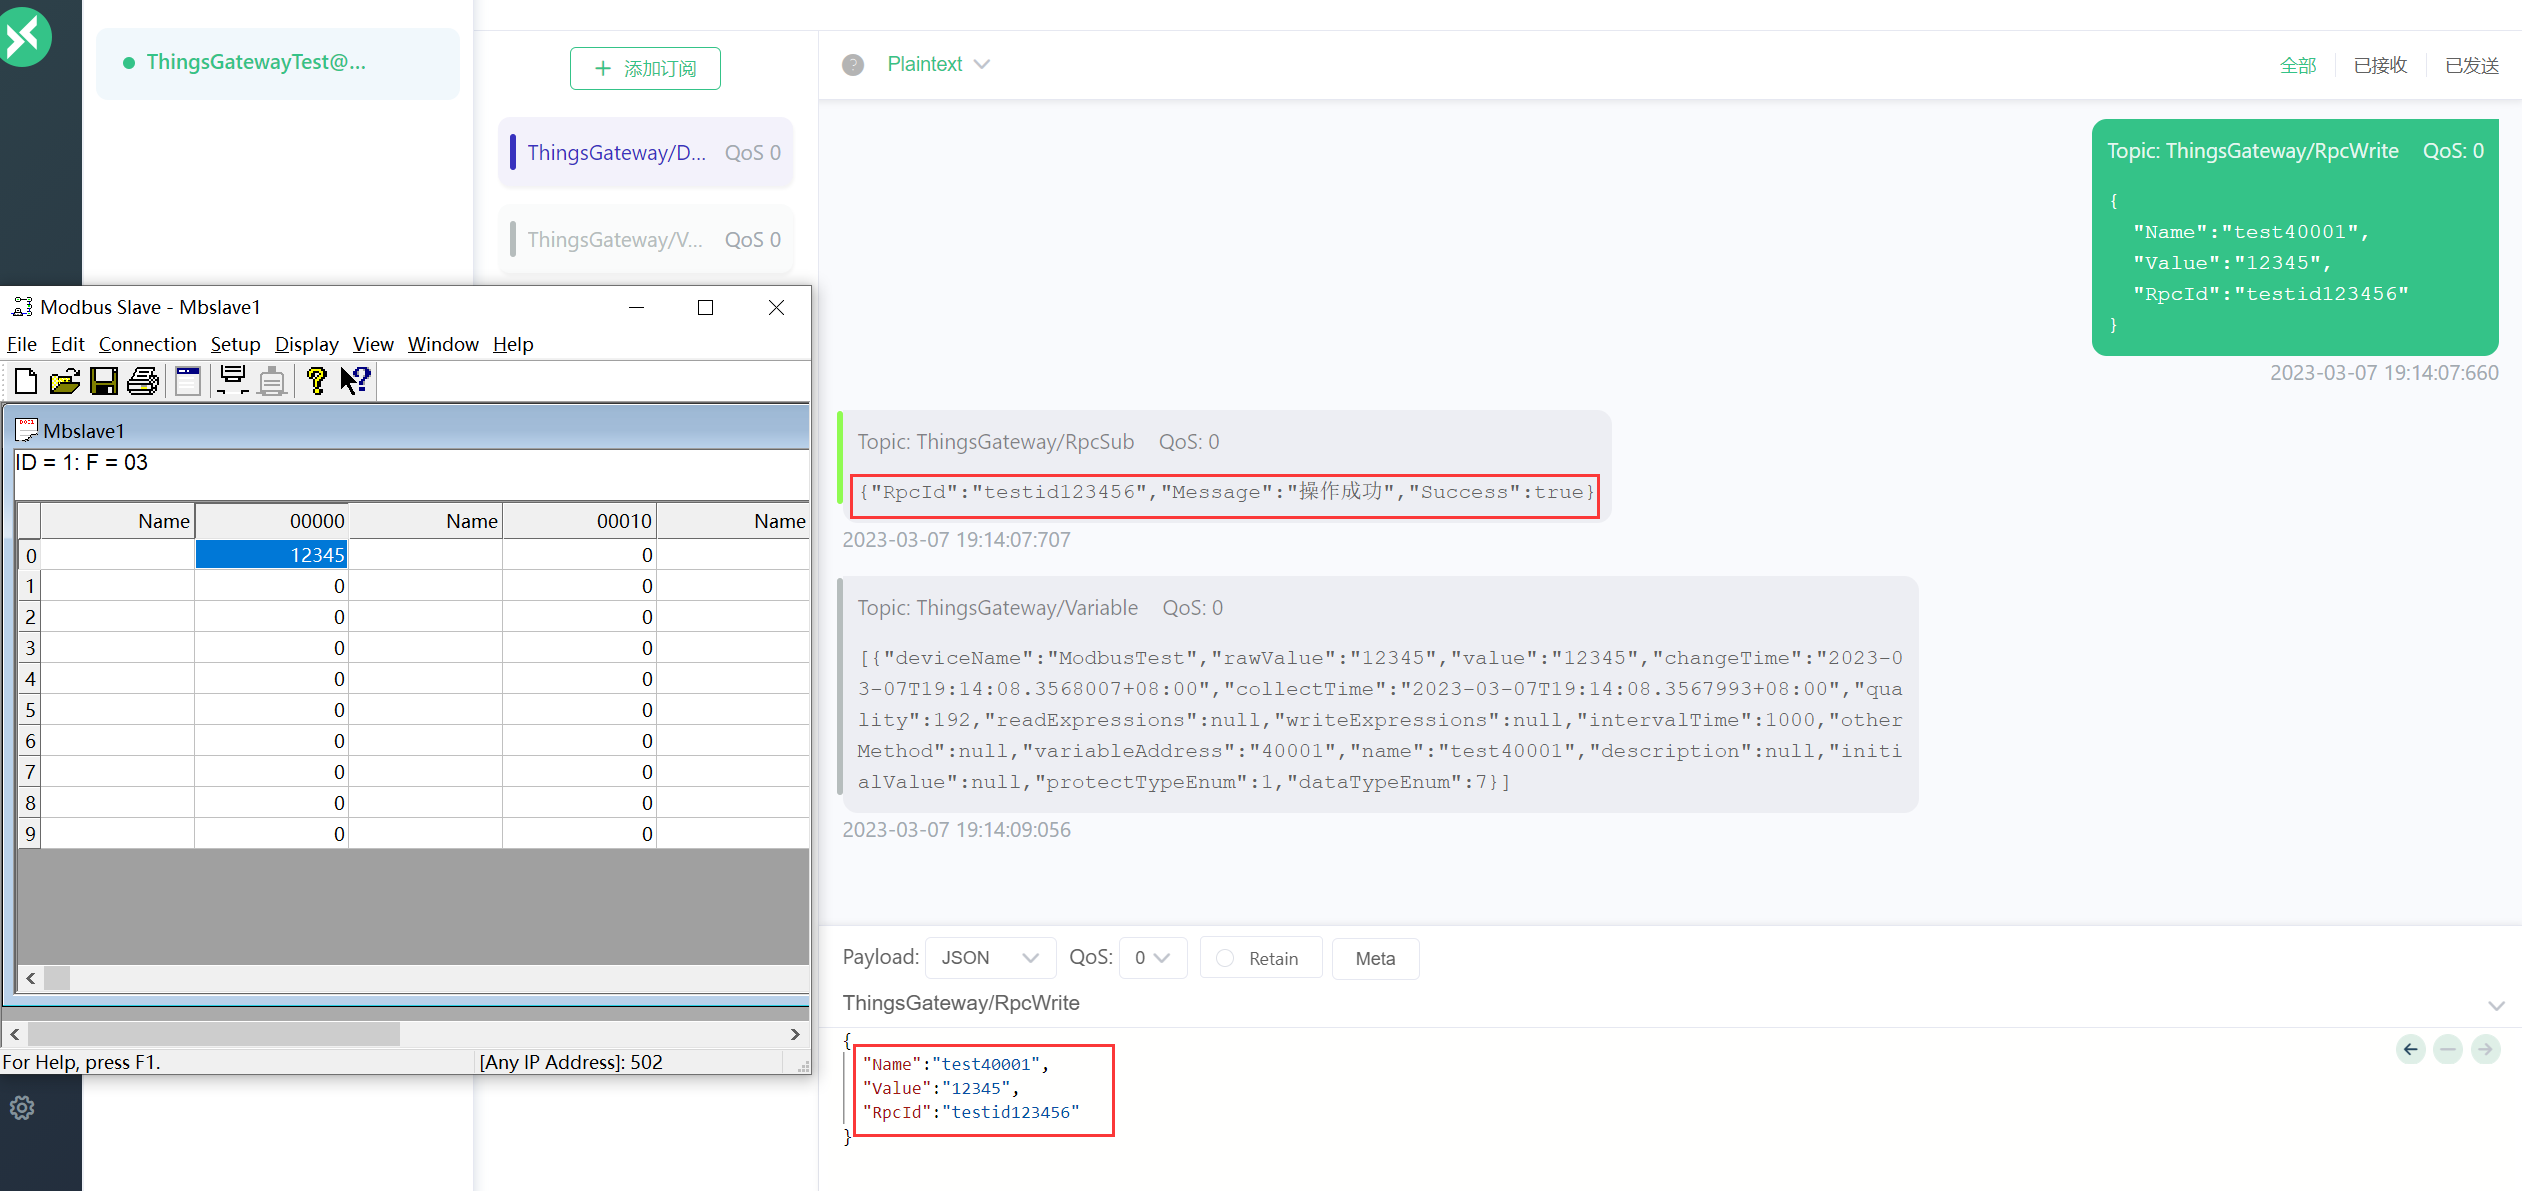 ThingsGatewayTest@...
添加订阅
ThingsGateway/D... QoS 0
ThingsGateway/V... QoS 0
Plaintext
全部 已接收 已发送
Topic: ThingsGateway/RpcWrite QoS: 0
{
"Name":"test40001",
"Value":"12345",
"RpcId":"testid123456"
}
2023-03-07 19:14:07:660
Topic: ThingsGateway/RpcSub QoS: 0
{"RpcId":"testid123456","Message":"操作成功","Success":true}
2023-03-07 19:14:07:707
Topic: ThingsGateway/Variable QoS: 0
[{"deviceName":"ModbusTest","rawValue":"12345","value":"12345","changeTime":"2023-0
3-07T19:14:08.3568007+08:00","collectTime":"2023-03-07T19:14:08.3567993+08:00","qua
lity":192,"readExpressions":null,"writeExpressions":null,"intervalTime":1000,"other
Method":null,"variableAddress":"40001","name":"test40001","description":null,"initi
alValue":null,"protectTypeEnum":1,"dataTypeEnum":7}]
2023-03-07 19:14:09:056
Payload: JSON QoS: 0 Retain Meta
ThingsGateway/RpcWrite
{
"Name":"test40001",
"Value":"12345",
"RpcId":"testid123456"
}
Modbus Slave - Mbslave1
File Edit Connection Setup Display View Window Help
Mbslave1
ID = 1: F = 03
Name 00000 Name 00010 Name
0 12345 0
1 0 0
2 0 0
3 0 0
4 0 0
5 0 0
6 0 0
7 0 0
8 0 0
9 0 0
For Help, press F1. [Any IP Address]: 502